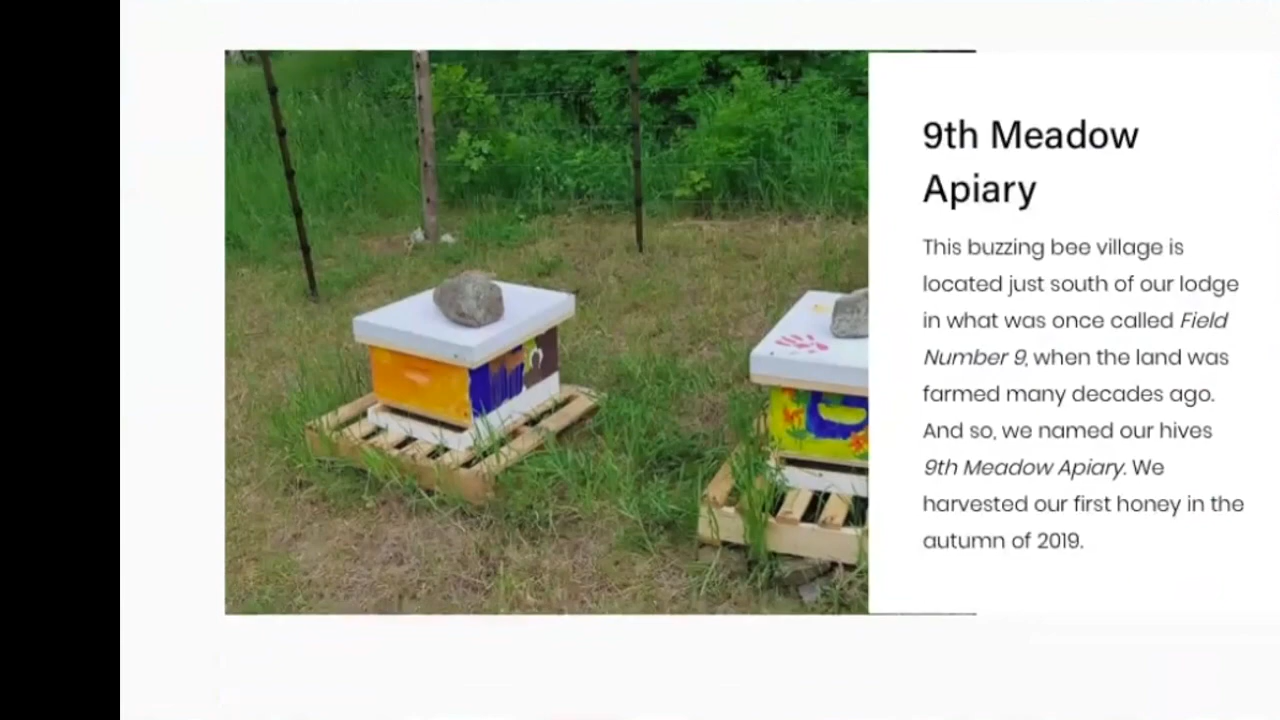 9th Meadow
Apiary
This buzzing bee village is
located just south of our lodge
in what was once called Field
Number 9, when the land was
farmed many decades ago.
And so, we named our hives
9th Meadow Apiary. We
harvested our first honey in the
autumn of 2019.